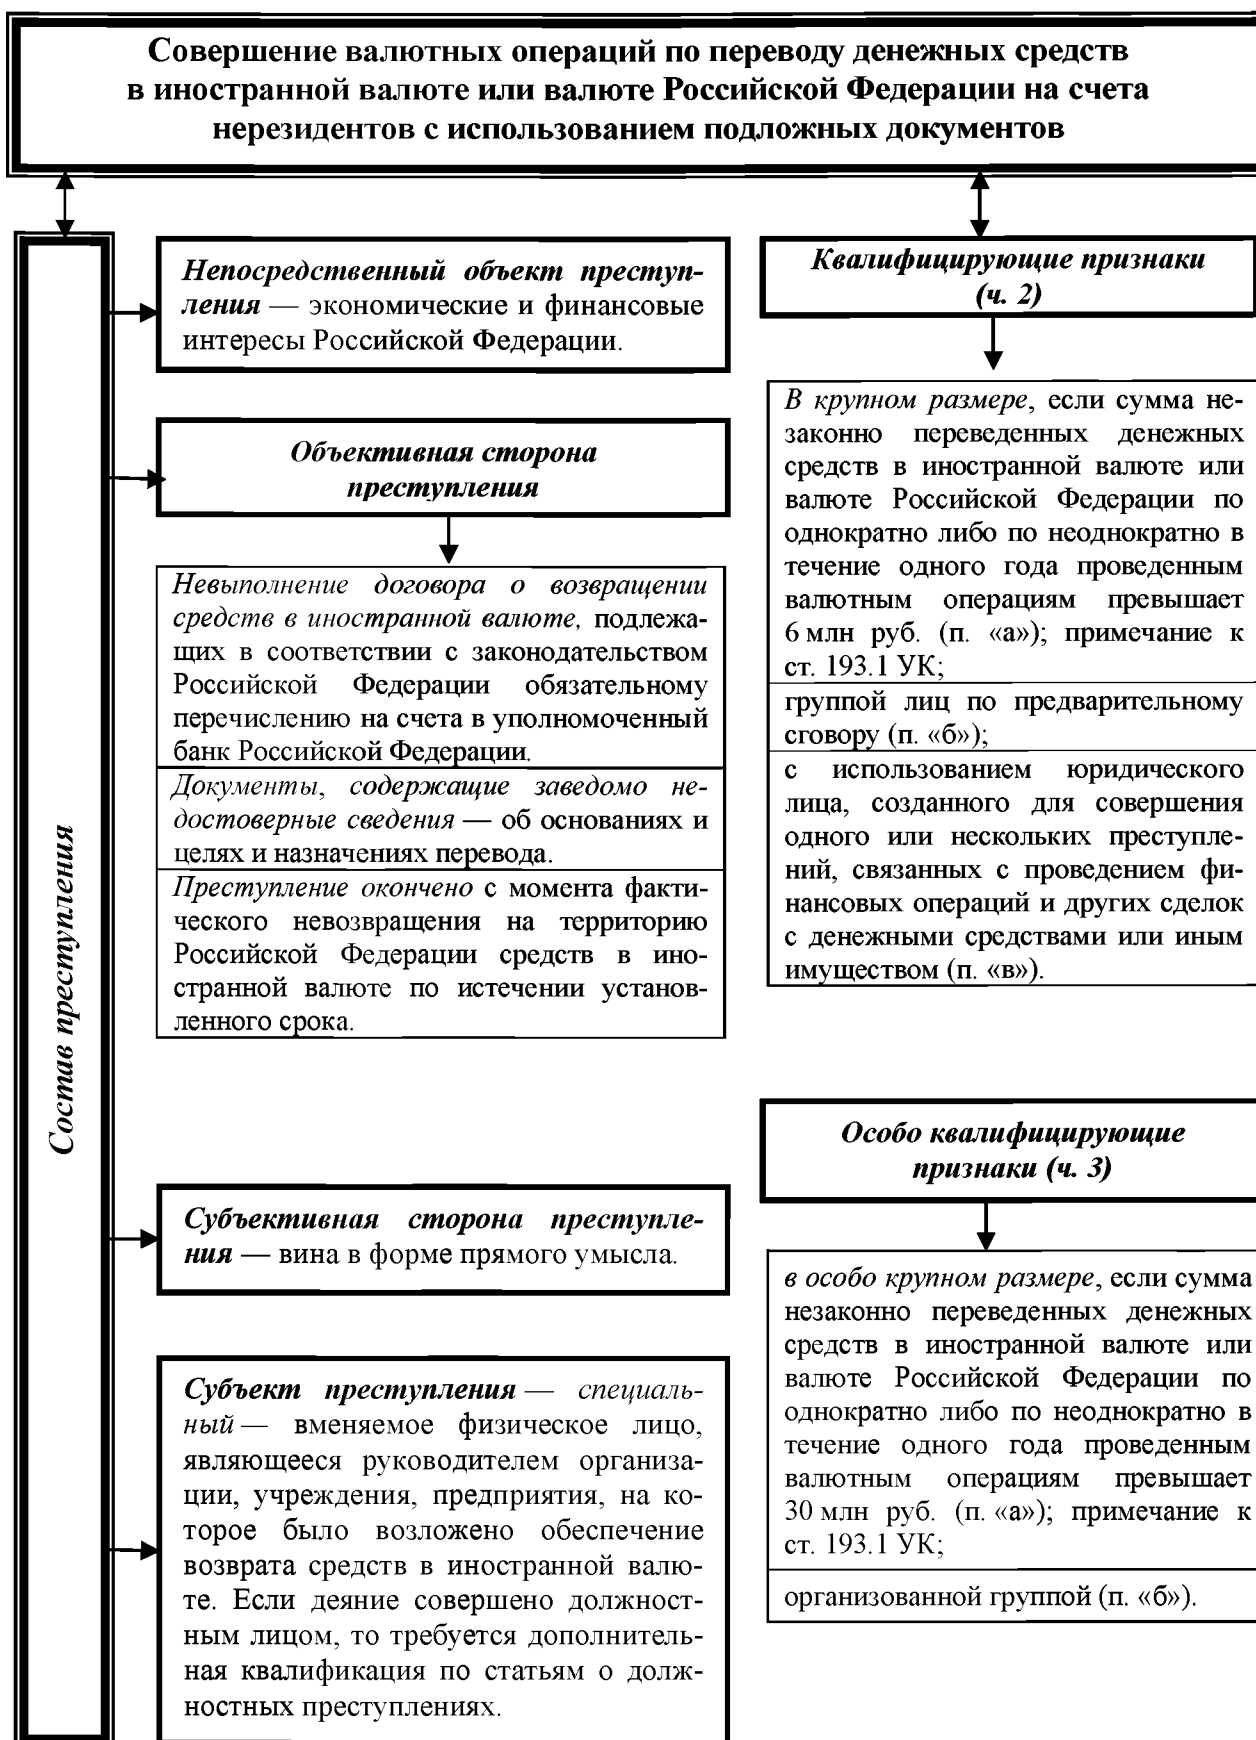 Совершение валютных операций по переводу денежных средств
в иностранной валюте или валюте Российской Федерации на счета
нерезидентов с использованием подложных документов
Состав преступления
Непосредственный объект преступ-
ления — экономические и финансовые
интересы Российской Федерации.
Объективная сторона
преступления
Невыполнение договора о возвращении
средств в иностранной валюте, подлежа-
щих в соответствии с законодательством
Российской Федерации обязательному
перечислению на счета в уполномоченный
банк Российской Федерации.
Документы, содержащие заведомо не-
достоверные сведения — об основаниях и
целях и назначениях перевода.
Преступление окончено с момента факти-
ческого невозвращения на территорию
Российской Федерации средств в ино-
странной валюте по истечении установ-
ленного срока.
Субъективная сторона преступле-
ния — вина в форме прямого умысла.
Субъект преступления — специаль-
ный — вменяемое физическое лицо,
являющееся руководителем организа-
ции, учреждения, предприятия, на ко-
торое было возложено обеспечение
возврата средств в иностранной валю-
те. Если деяние совершено должност-
ным лицом, то требуется дополнитель-
ная квалификация по статьям о долж-
ностных преступлениях.
Квалифицирующие признаки
(ч. 2)
В крупном размере, если сумма не-
законно переведенных денежных
средств в иностранной валюте или
валюте Российской Федерации по
однократно либо по неоднократно в
течение одного года проведенным
валютным операциям превышает
6 млн руб. (п. «а»); примечание к
ст. 193.1 УК;
группой лиц по предварительному
сговору (п. «б»);
с использованием юридического
лица, созданного для совершения
одного или нескольких преступле-
ний, связанных с проведением фи-
нансовых операций и других сделок
с денежными средствами или иным
имуществом (п. «в»).
Особо квалифицирующие
признаки (ч. 3)
в особо крупном размере, если сумма
незаконно переведенных денежных
средств в иностранной валюте или
валюте Российской Федерации по
однократно либо по неоднократно в
течение одного года проведенным
валютным операциям превышает
30 млн руб. (п. «а»); примечание к
ст. 193.1 УК;
организованной группой (п. «б»).